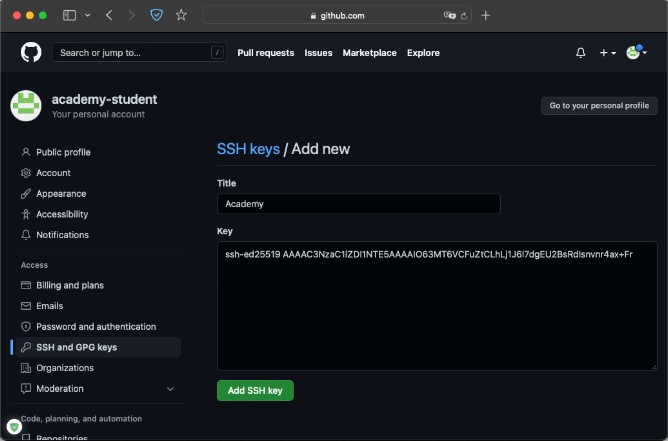 github.com
Search or jump to...
/
Pull requests Issues Marketplace Explore
academy-student
Your personal account
Go to your personal profile
Public profile
Account
Appearance
Accessibility
Notifications
Access
Billing and plans
Emails
Password and authentication
SSH and GPG keys
Organizations
Moderation
Code, planning, and automation
Repositories
SSH keys / Add new
Title
Academy
Key
ssh-ed25519 AAAAC3NzaC1lZDI1NTE5AAAAIO63MT6VCFuZtCLhLj1J6I7dgEU2BsRdlsnvnr4ax+Fr
Add SSH key